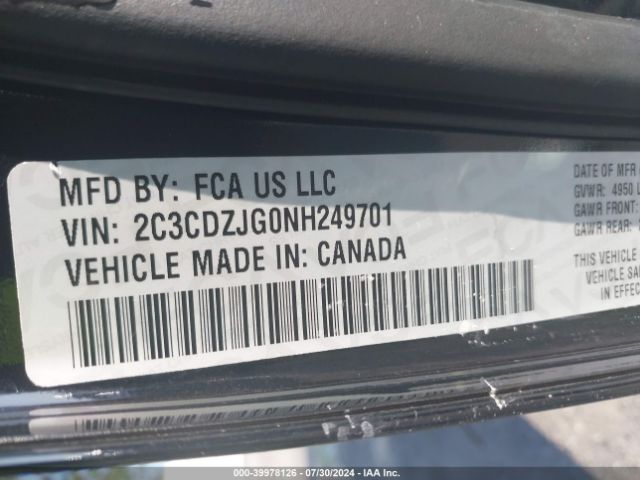 MFD BY: FCA US LLC
VIN: 2C3CDZJG0NH249701
VEHICLE MADE IN: CANADA
DATE OF MFR
GVWR: 4950
GAWR FRONT:
GAWR REAR:
THIS VEHICLE
VEHICLE SA
IN EFFEC
000-39978126 - 07/30/2024 - IAA Inc.